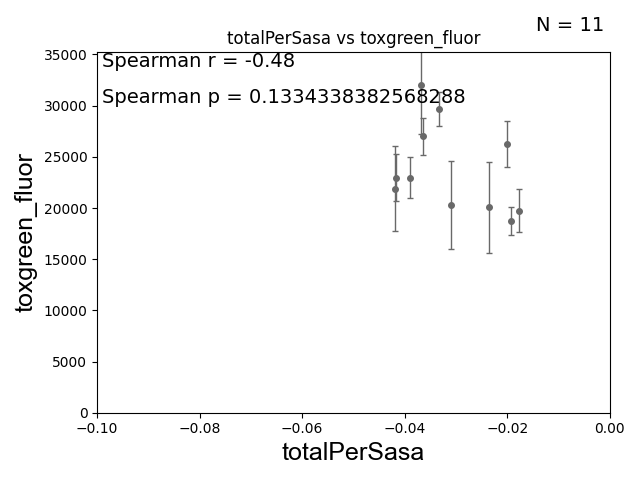 N = 11
totalPerSasa vs toxgreen_fluor
Spearman r = -0.48
Spearman p = 0.1334338382568288
35000
30000
25000
20000
15000
10000
5000
0
toxgreen_fluor
−0.10 −0.08 −0.06 −0.04 −0.02 0.00
totalPerSasa